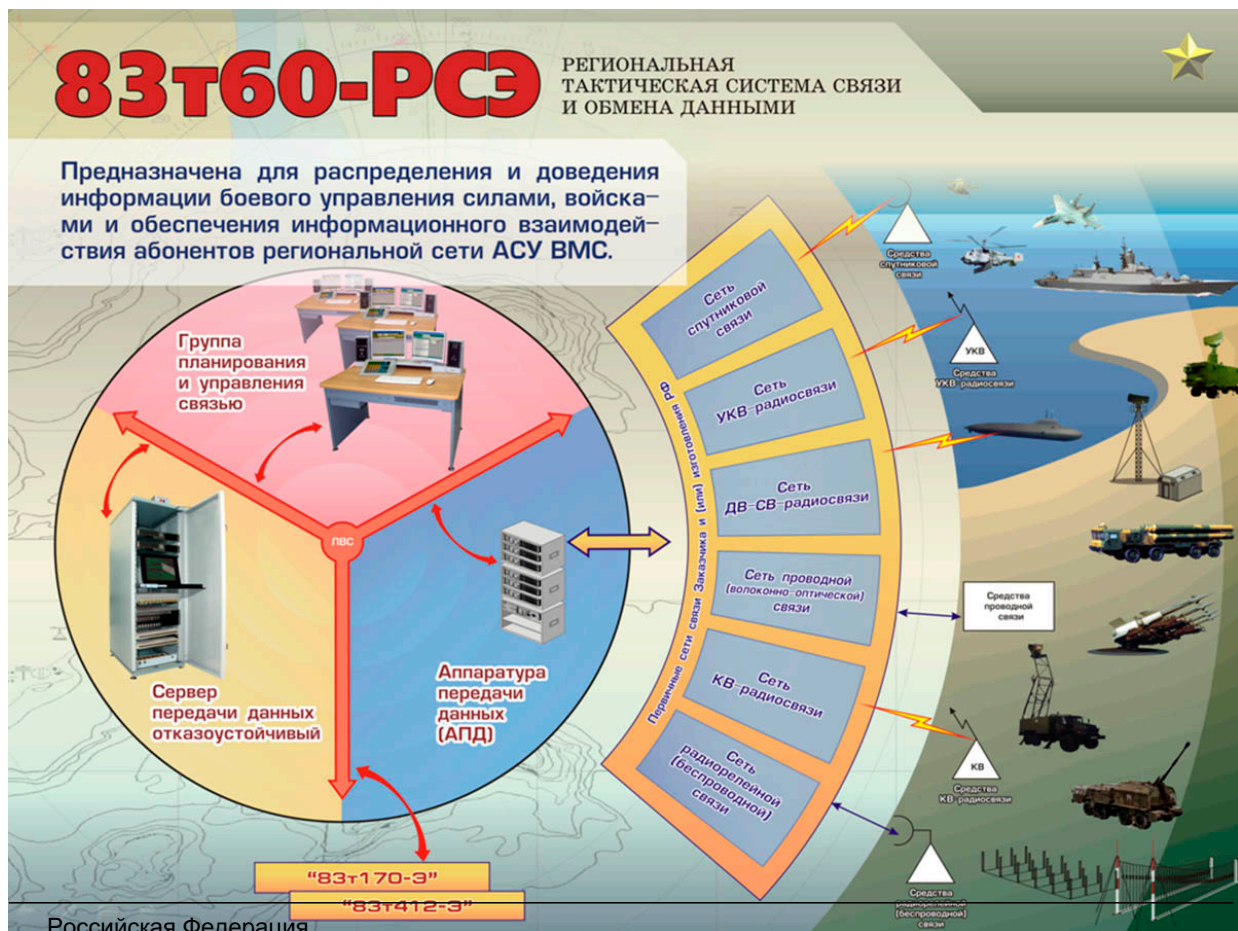 83т60-РСЭ
РЕГИОНАЛЬНАЯ
ТАКТИЧЕСКАЯ СИСТЕМА СВЯЗИ
И ОБМЕНА ДАННЫМИ
Предназначена для распределения и доведения
информации боевого управления силами, войска-
ми и обеспечения информационного взаимодей-
ствия абонентов региональной сети АСУ ВМС.
Группа
планирования
и управления
связью
ЛВС
Сервер
передачи данных
отказоустойчивый
Аппаратура
передачи
данных
(АПД)
"83т170-Э"
"83т412-Э"
Первичные сети связи Заказчика и (или) изготовления РФ
Сеть
спутниковой
связи
Сеть
УКВ-радиосвязи
Сеть
ДВ-СВ-радиосвязи
Сеть проводной
(волоконно-оптической)
связи
Сеть
КВ-радиосвязи
Сеть
радиорелейной
(беспроводной)
связи
Средства
спутниковой
связи
УКВ
Средства
УКВ-радиосвязи
Средства
проводной
связи
КВ
Средства
КВ-радиосвязи
Средства
радиорелейной
(беспроводной)
связи
Российская Федерация